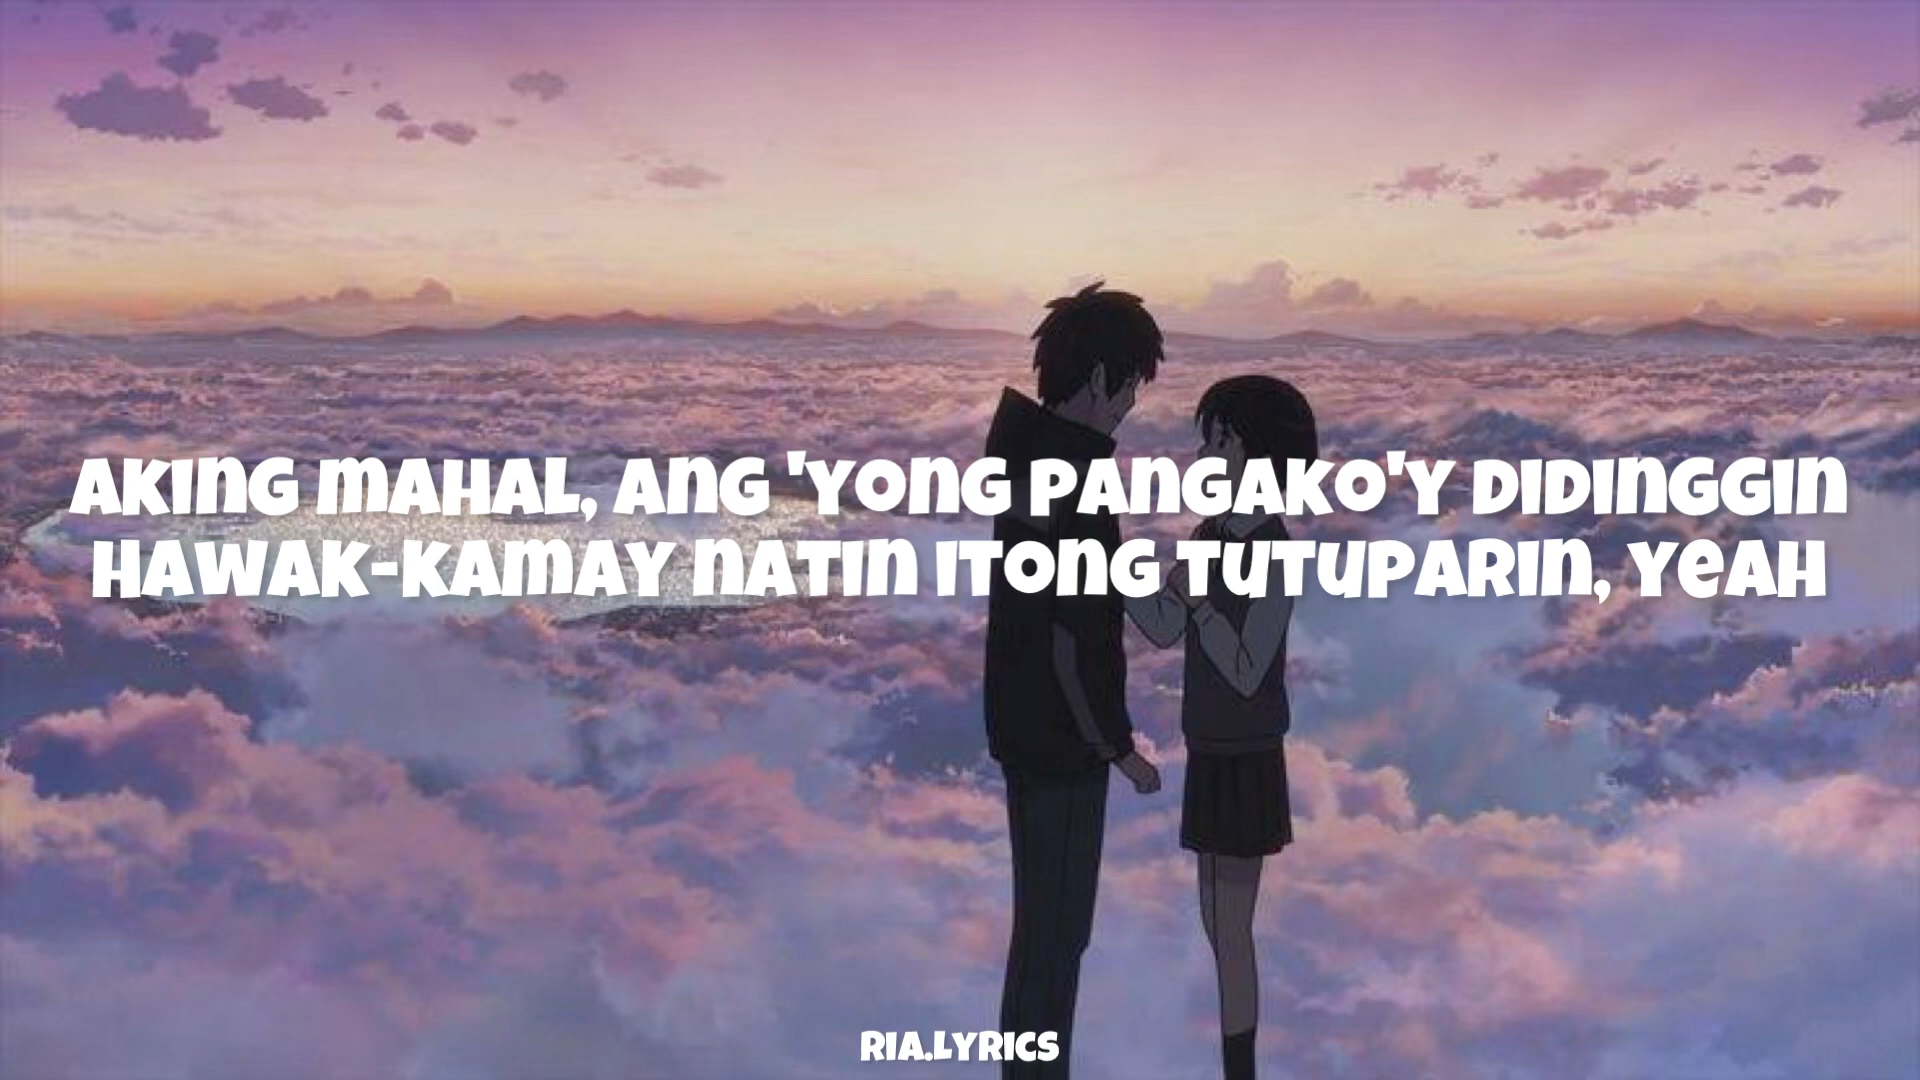 Aking mahal, ang 'yong pangako'y didinggin
Hawak-kamay natin itong tutuparin, yeah
RIA.LYRICS